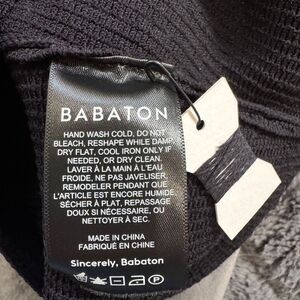 BABATON
HAND WASH COLD, DO NOT
BLEACH, RESHAPE WHILE DAMP,
DRY FLAT, COOL IRON ONLY IF
NEEDED, OR DRY CLEAN.
LAVER À LA MAIN À L'EAU
FROIDE, NE PAS JAVELISER,
REMODELER PENDANT QUE
L'ARTICLE EST ENCORE HUMIDE.
SÉCHER À PLAT, REPASSAGE
DOUX SI NÉCESSAIRE, OU
NETTOYER À SEC.
MADE IN CHINA
FABRIQUÉ EN CHINE
Sincerely, Babaton